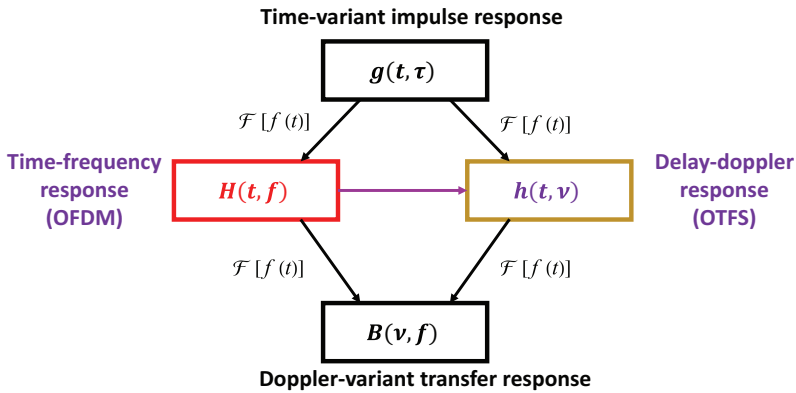 Time-variant impulse response
g(t, τ)
ℱ [f (t)]
ℱ [f (t)]
Time-frequency
response
(OFDM)
H(t, f)
h(t, ν)
Delay-doppler
response
(OTFS)
ℱ [f (t)]
ℱ [f (t)]
B(ν, f)
Doppler-variant transfer response